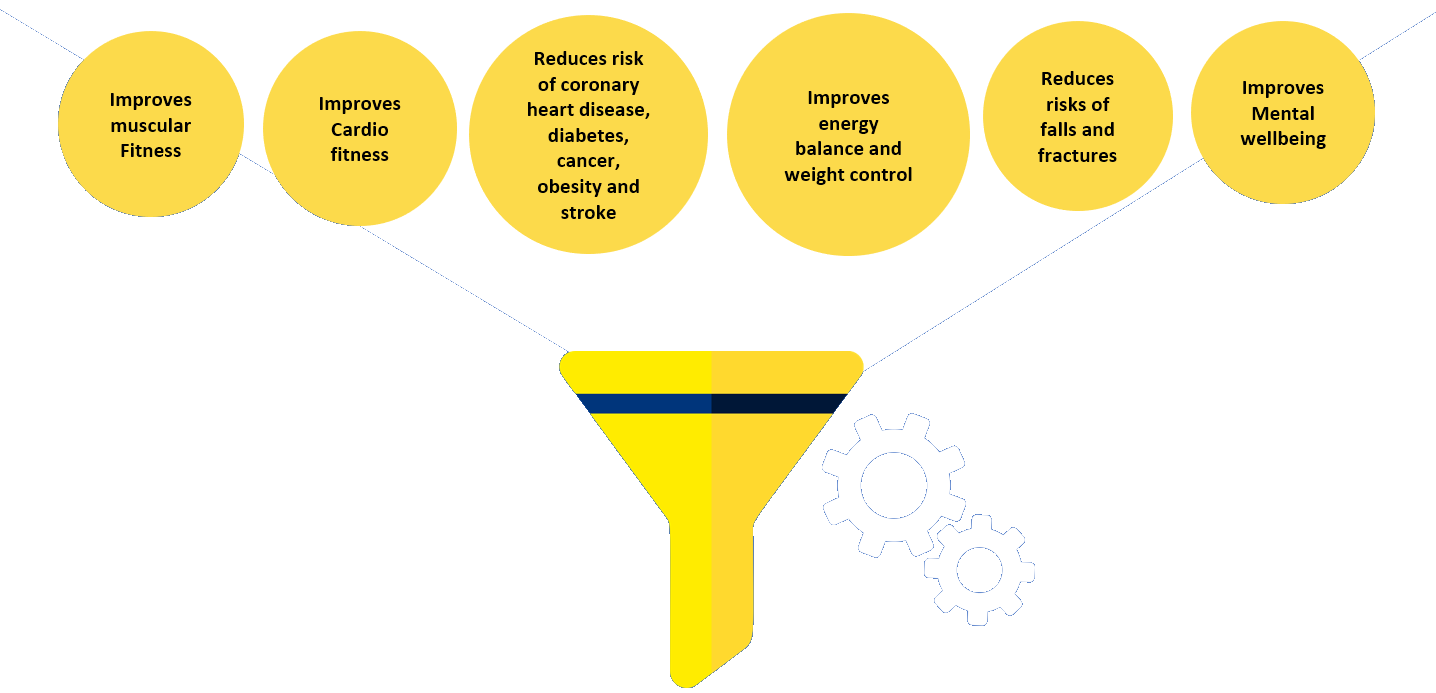 Improves
muscular
Fitness
Improves
Cardio
fitness
Reduces risk
of coronary
heart disease,
diabetes,
cancer,
obesity and
stroke
Improves
energy
balance and
weight control
Reduces
risks of
falls and
fractures
Improves
Mental
wellbeing